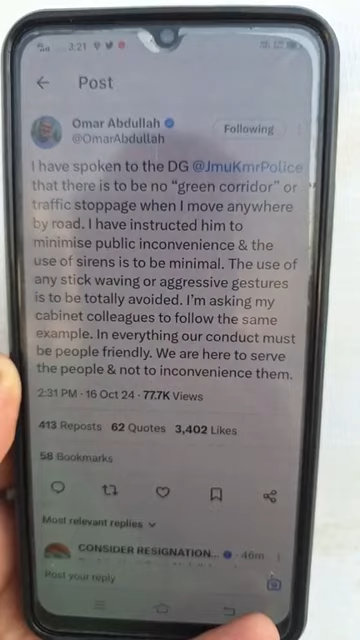 3:21
Post
Omar Abdullah
@OmarAbdullah
Following
I have spoken to the DG @JmuKmrPolice
that there is to be no “green corridor” or
traffic stoppage when I move anywhere
by road. I have instructed him to
minimise public inconvenience & the
use of sirens is to be minimal. The use of
any stick waving or aggressive gestures
is to be totally avoided. I'm asking my
cabinet colleagues to follow the same
example. In everything our conduct must
be people friendly. We are here to serve
the people & not to inconvenience them.
2:31 PM · 16 Oct 24 · 77.7K Views
413 Reposts 62 Quotes 3,402 Likes
58 Bookmarks
Most relevant replies
CONSIDER RESIGNATION... · 46m
Post your reply